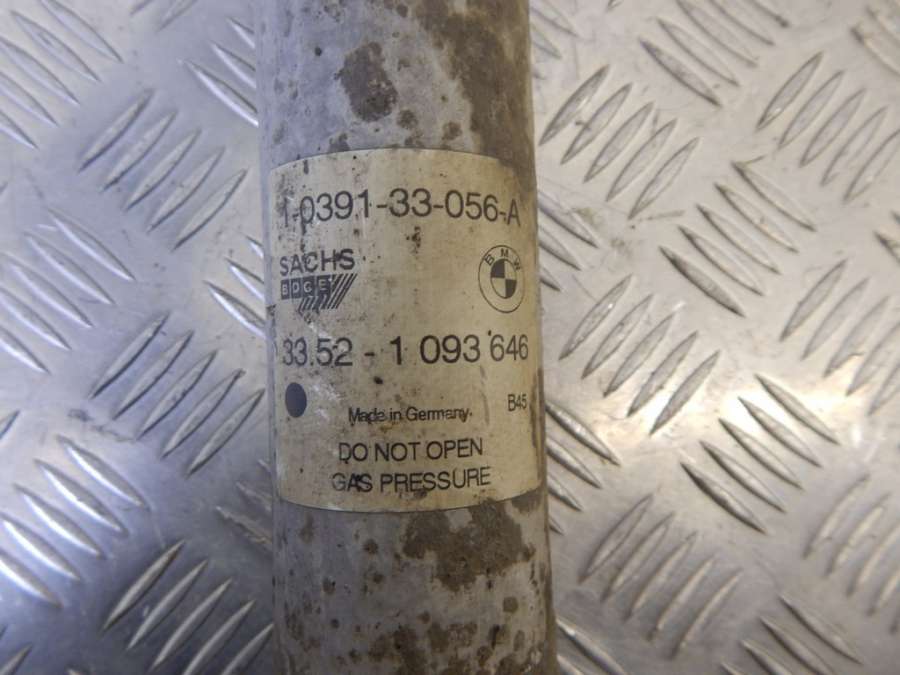 1-0391-33-056-A
SACHS
BOGE
BMW
33.52 - 1 093 646
Made in Germany
B45
DO NOT OPEN
GAS PRESSURE